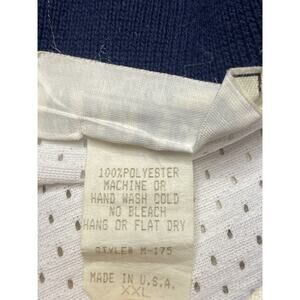 100%POLYESTER
MACHINE OR
HAND WASH COLD
NO BLEACH
HANG OR FLAT DRY
STYLE# M-175
MADE IN U.S.A.
XXL